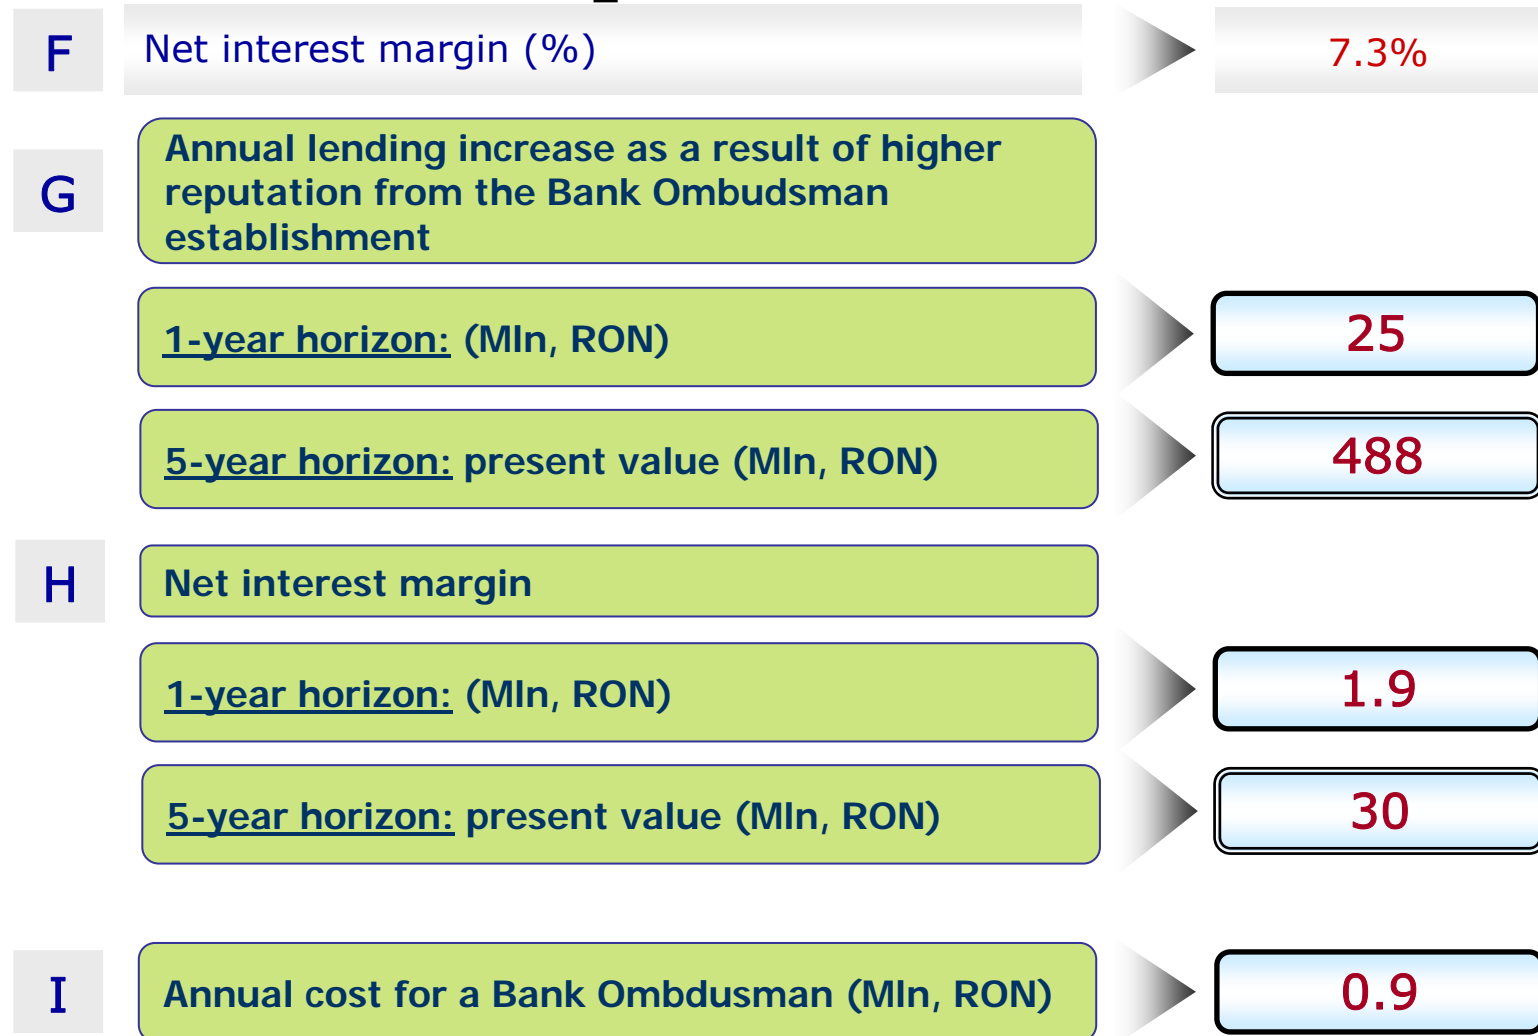 F Net interest margin (%) 7.3%
G Annual lending increase as a result of higher
reputation from the Bank Ombudsman
establishment
1-year horizon: (Mln, RON) 25
5-year horizon: present value (Mln, RON) 488
H Net interest margin
1-year horizon: (Mln, RON) 1.9
5-year horizon: present value (Mln, RON) 30
I Annual cost for a Bank Ombdusman (Mln, RON) 0.9